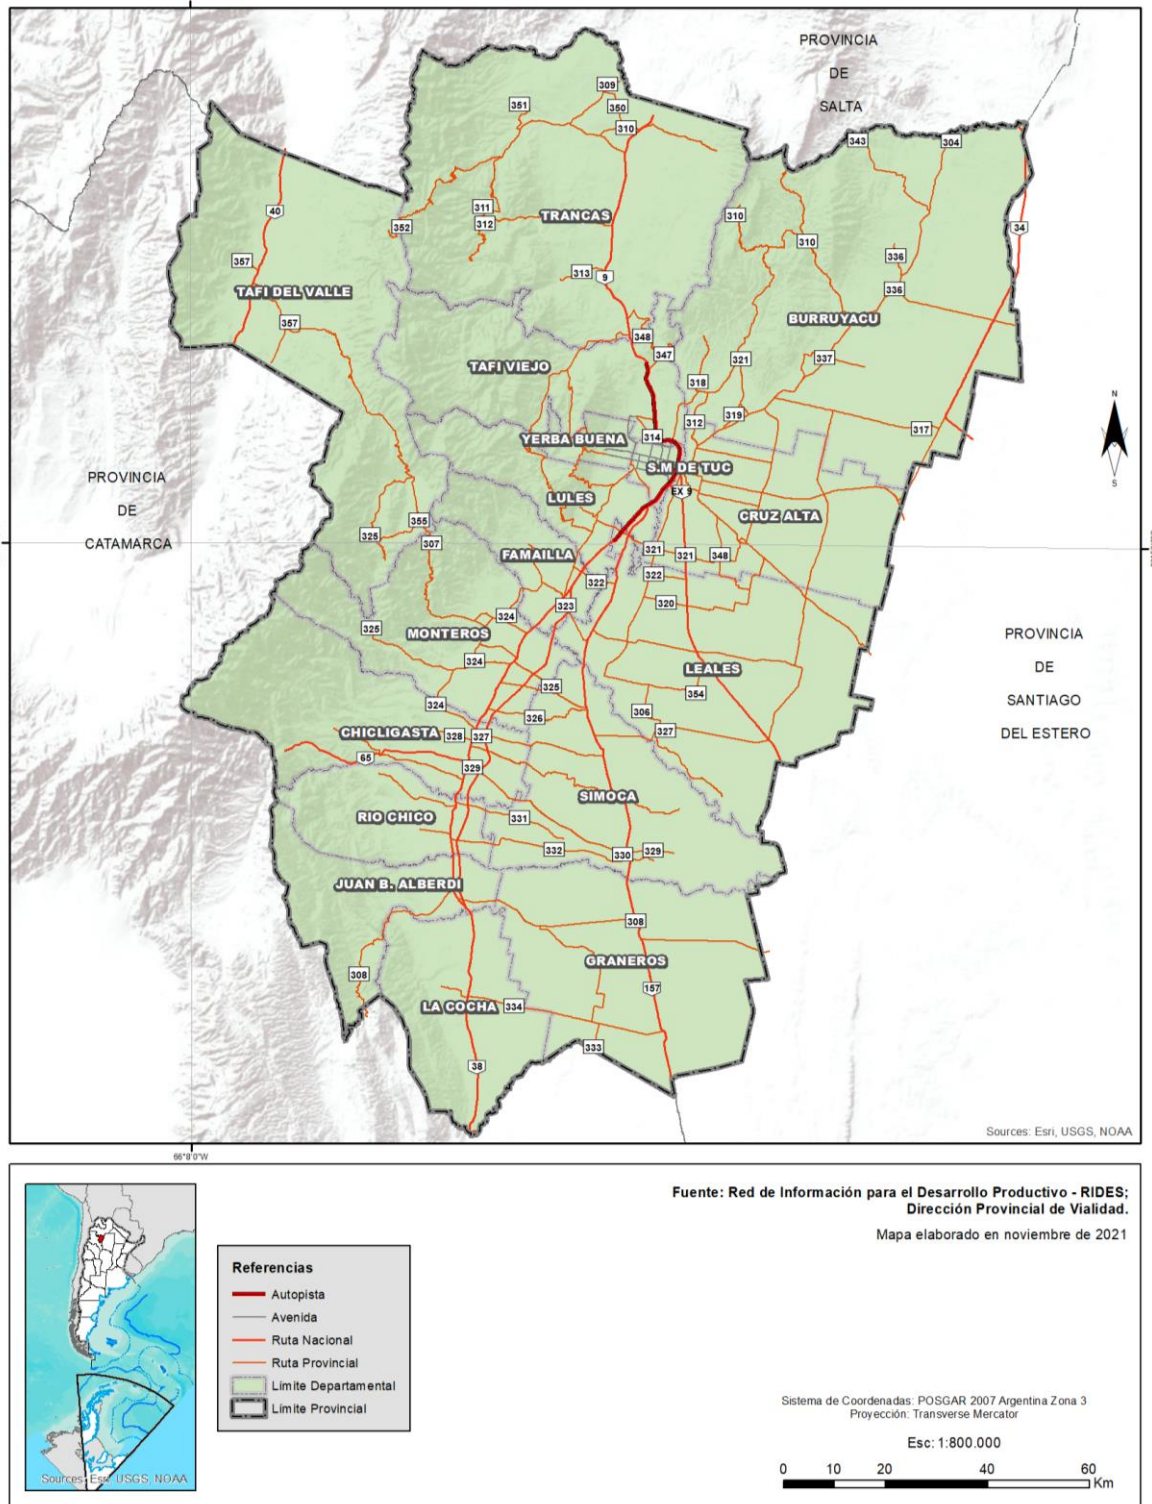 PROVINCIA
DE
SALTA
309
351
350
310
343
304
311
312
TRANCAS
310
40
352
34
310
357
336
313
9
TAFI DEL VALLE
336
BURRUYACU
357
348
347
321
337
TAFI VIEJO
318
N
319
312
317
YERBA BUENA
314
S.M DE TUC
S
PROVINCIA
DE
CATAMARCA
EX 9
LULES
CRUZ ALTA
355
325
307
FAMAILLA
321
321
348
322
322
320
323
324
325
MONTEROS
PROVINCIA
DE
SANTIAGO
DEL ESTERO
324
LEALES
325
354
324
306
326
CHICLIGASTA
328
327
327
65
329
SIMOCA
RIO CHICO
331
332
330
329
JUAN B. ALBERDI
308
GRANEROS
308
157
LA COCHA
334
333
38
Sources: Esri, USGS, NOAA
66°8'0"W
Fuente: Red de Información para el Desarrollo Productivo - RIDES;
Dirección Provincial de Vialidad.
Mapa elaborado en noviembre de 2021
Referencias
Autopista
Avenida
Ruta Nacional
Ruta Provincial
Límite Departamental
Límite Provincial
Sources: Esri, USGS, NOAA
Sistema de Coordenadas: POSGAR 2007 Argentina Zona 3
Proyección: Transverse Mercator
Esc: 1:800.000
0 10 20 40 60
Km